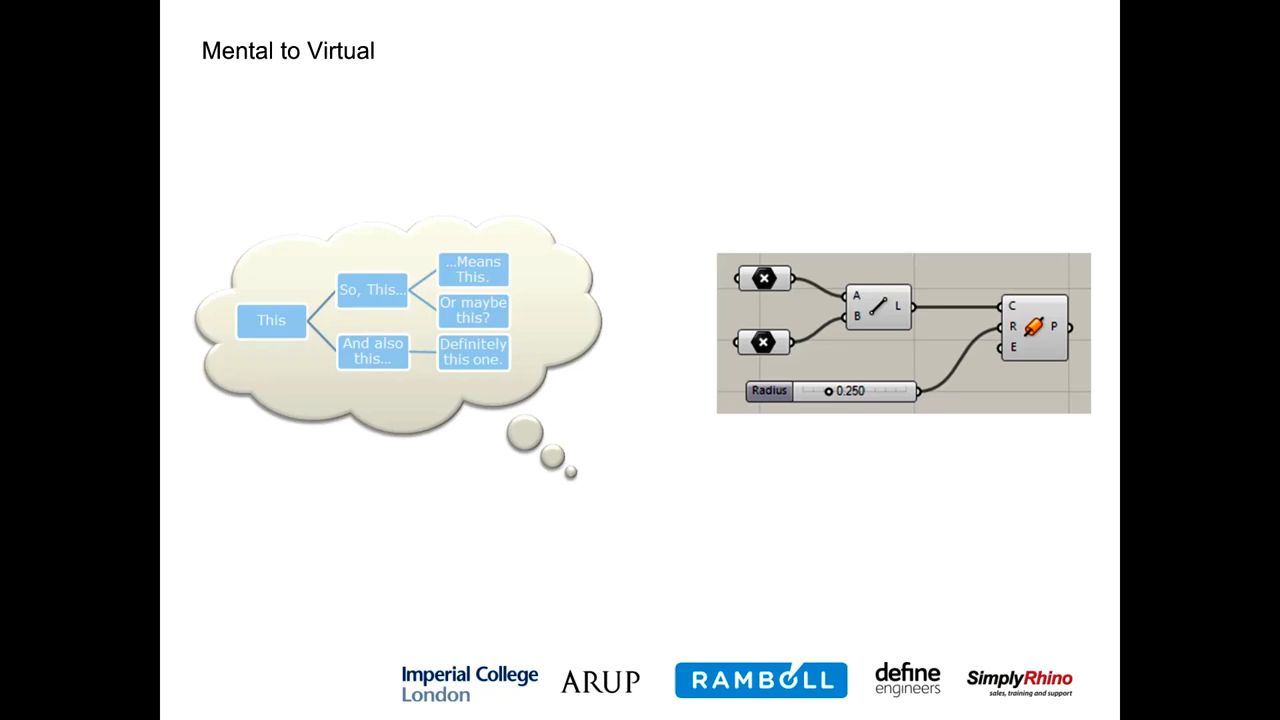 Mental to Virtual
This
So, This...
...Means
This.
Or maybe
this?
And also
this...
Definitely
this one.
A
B
L
C
R
E
P
Radius
0.250
Imperial College
London
ARUP
RAMBOLL
define
engineers
SimplyRhino
sales, training and support